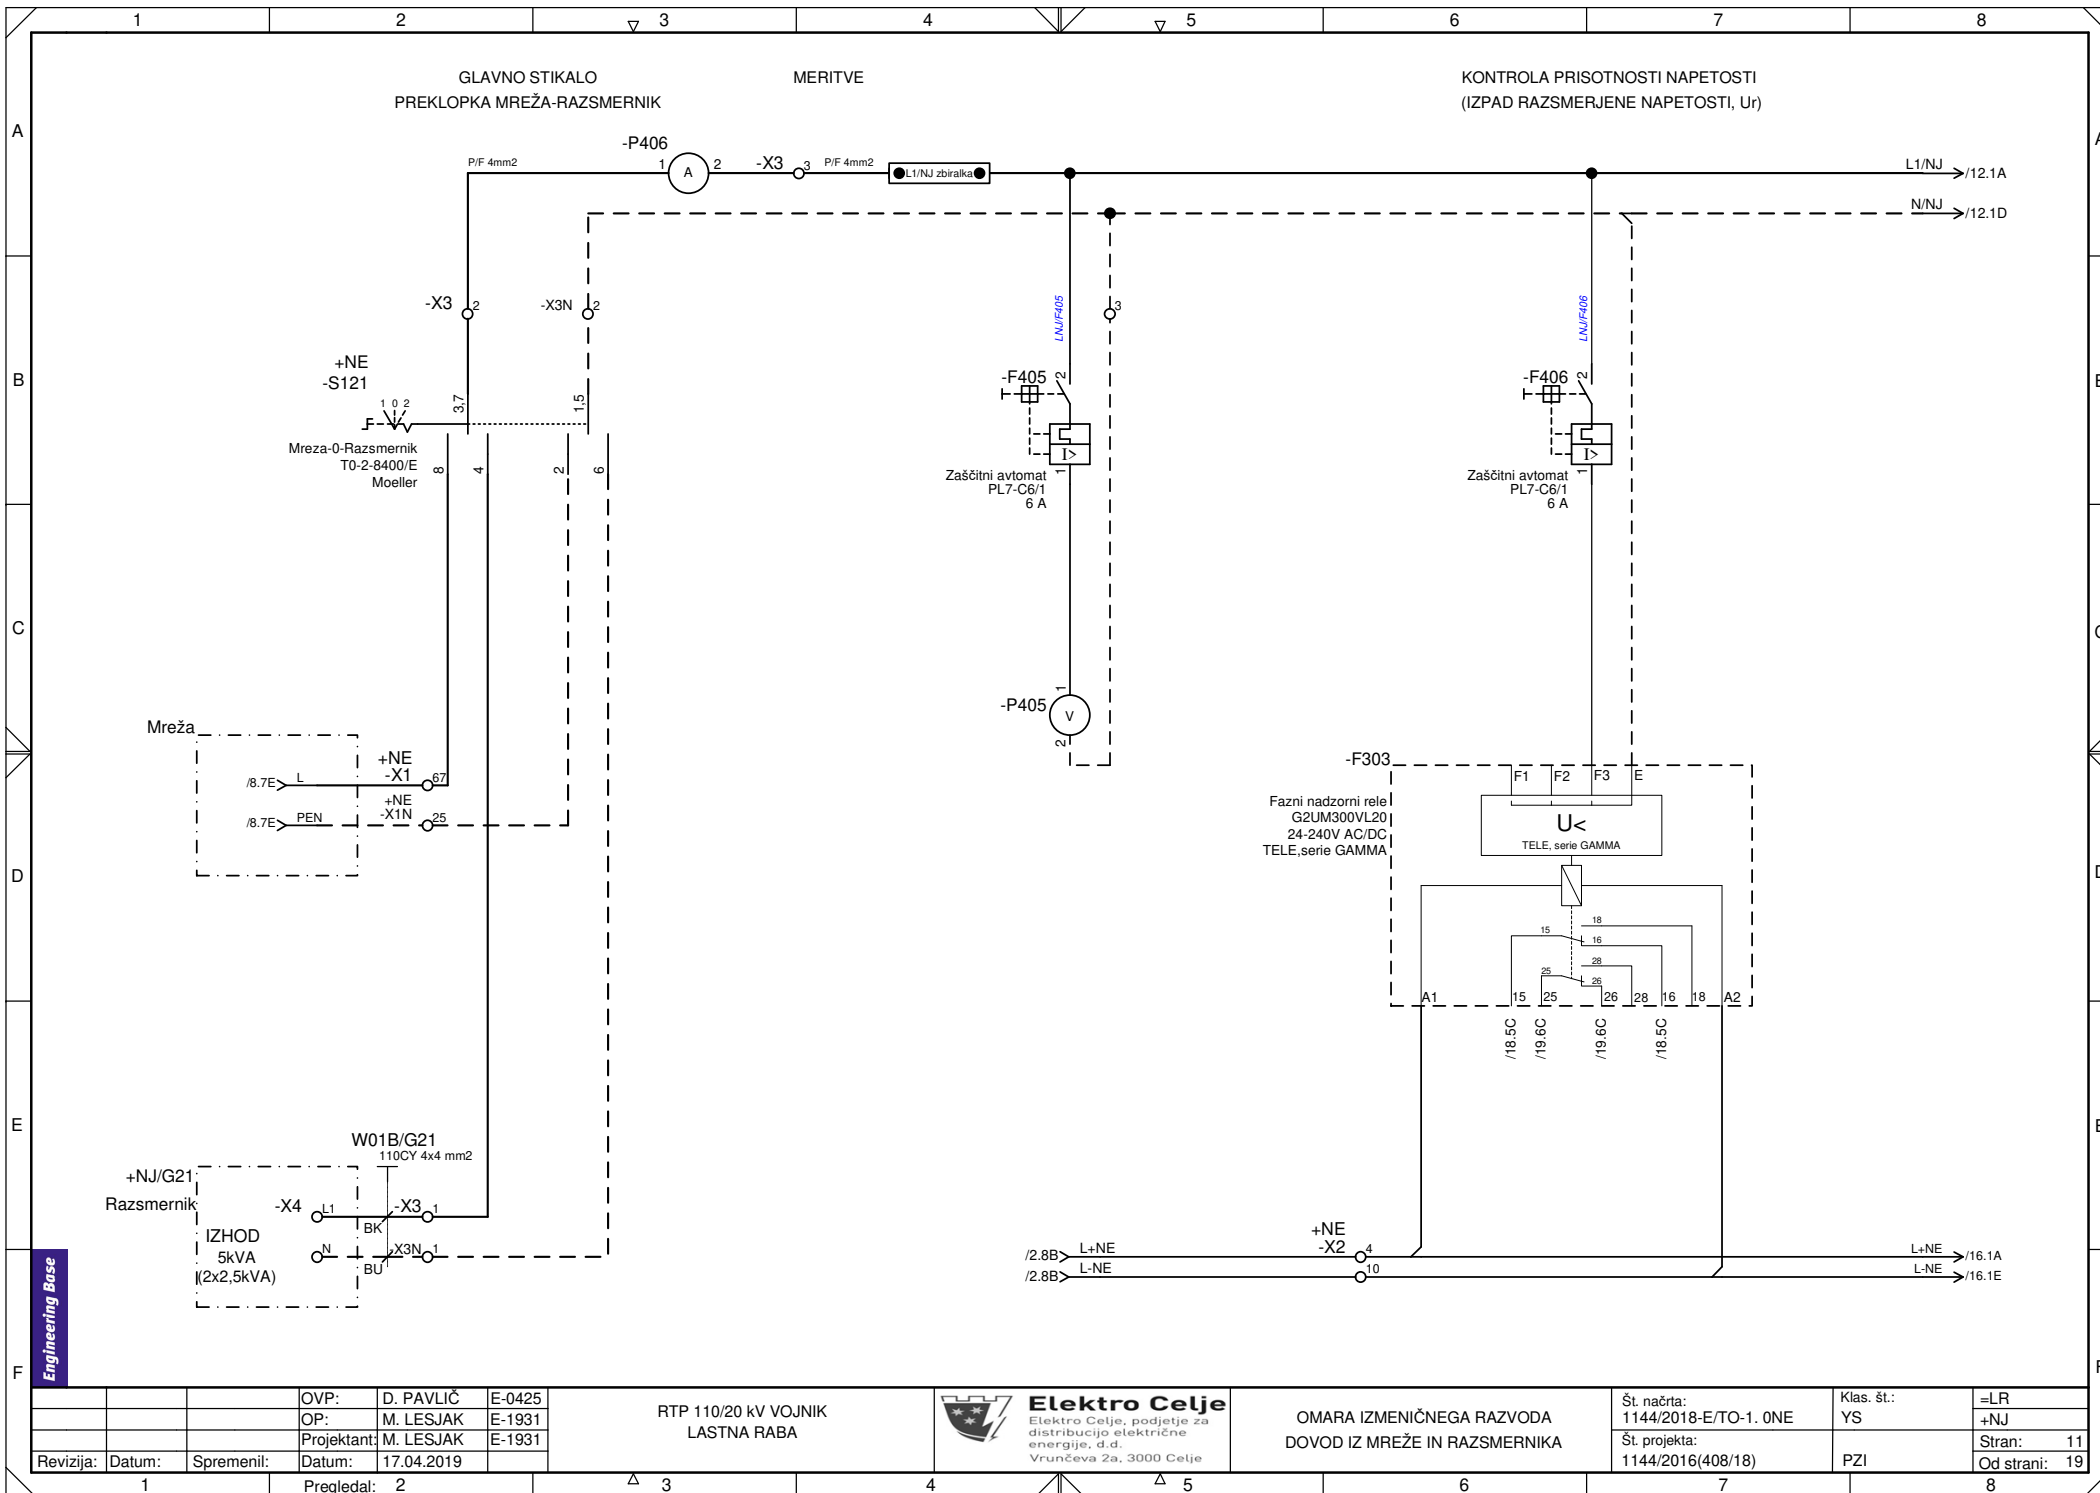 1 2 3 4 5 6 7 8
GLAVNO STIKALO
PREKLOPKA MREŽA-RAZSMERNIK
MERITVE
KONTROLA PRISOTNOSTI NAPETOSTI
(IZPAD RAZSMERJENE NAPETOSTI, Ur)
A
-P406
P/F 4mm2
1
A
2
-X3
3
P/F 4mm2
L1/NJ zbiralka
L1/NJ
/12.1A
N/NJ
/12.1D
-X3
2
-X3N
2
LNJ/F405
3
LNJ/F406
B
+NE
-S121
1 0 2
3,7
1,5
Mreza-0-Razsmernik
T0-2-8400/E
Moeller
8
4
2
6
-F405
2
I>
1
Zaščitni avtomat
PL7-C6/1
6 A
-F406
2
I>
1
Zaščitni avtomat
PL7-C6/1
6 A
C
-P405
1
V
2
Mreža
/8.7E
L
+NE
-X1
67
/8.7E
PEN
+NE
-X1N
25
D
-F303
Fazni nadzorni rele
G2UM300VL20
24-240V AC/DC
TELE,serie GAMMA
F1 F2 F3 E
U<
TELE, serie GAMMA
18
15
16
28
25
26
A1 15 25 26 28 16 18 A2
/18.5C
/19.6C
/19.6C
/18.5C
E
W01B/G21
110CY 4x4 mm2
+NJ/G21
Razsmernik
-X4
L1
BK
-X3
1
IZHOD
5kVA
(2x2,5kVA)
N
BU
-X3N
1
+NE
-X2
/2.8B
L+NE
4
L+NE
/16.1A
/2.8B
L-NE
10
L-NE
/16.1E
F
Engineering Base
OVP: D. PAVLIČ E-0425
OP: M. LESJAK E-1931
Projektant: M. LESJAK E-1931
Revizija: Datum: Spremenil: Datum: 17.04.2019
Pregledal:
RTP 110/20 kV VOJNIK
LASTNA RABA
Elektro Celje
Elektro Celje, podjetje za
distribucijo električne
energije, d.d.
Vrunčeva 2a, 3000 Celje
OMARA IZMENIČNEGA RAZVODA
DOVOD IZ MREŽE IN RAZSMERNIKA
Št. načrta:
1144/2018-E/TO-1. 0NE
Št. projekta:
1144/2016(408/18)
Klas. št.:
YS
PZI
=LR
+NJ
Stran: 11
Od strani: 19
1 2 3 4 5 6 7 8